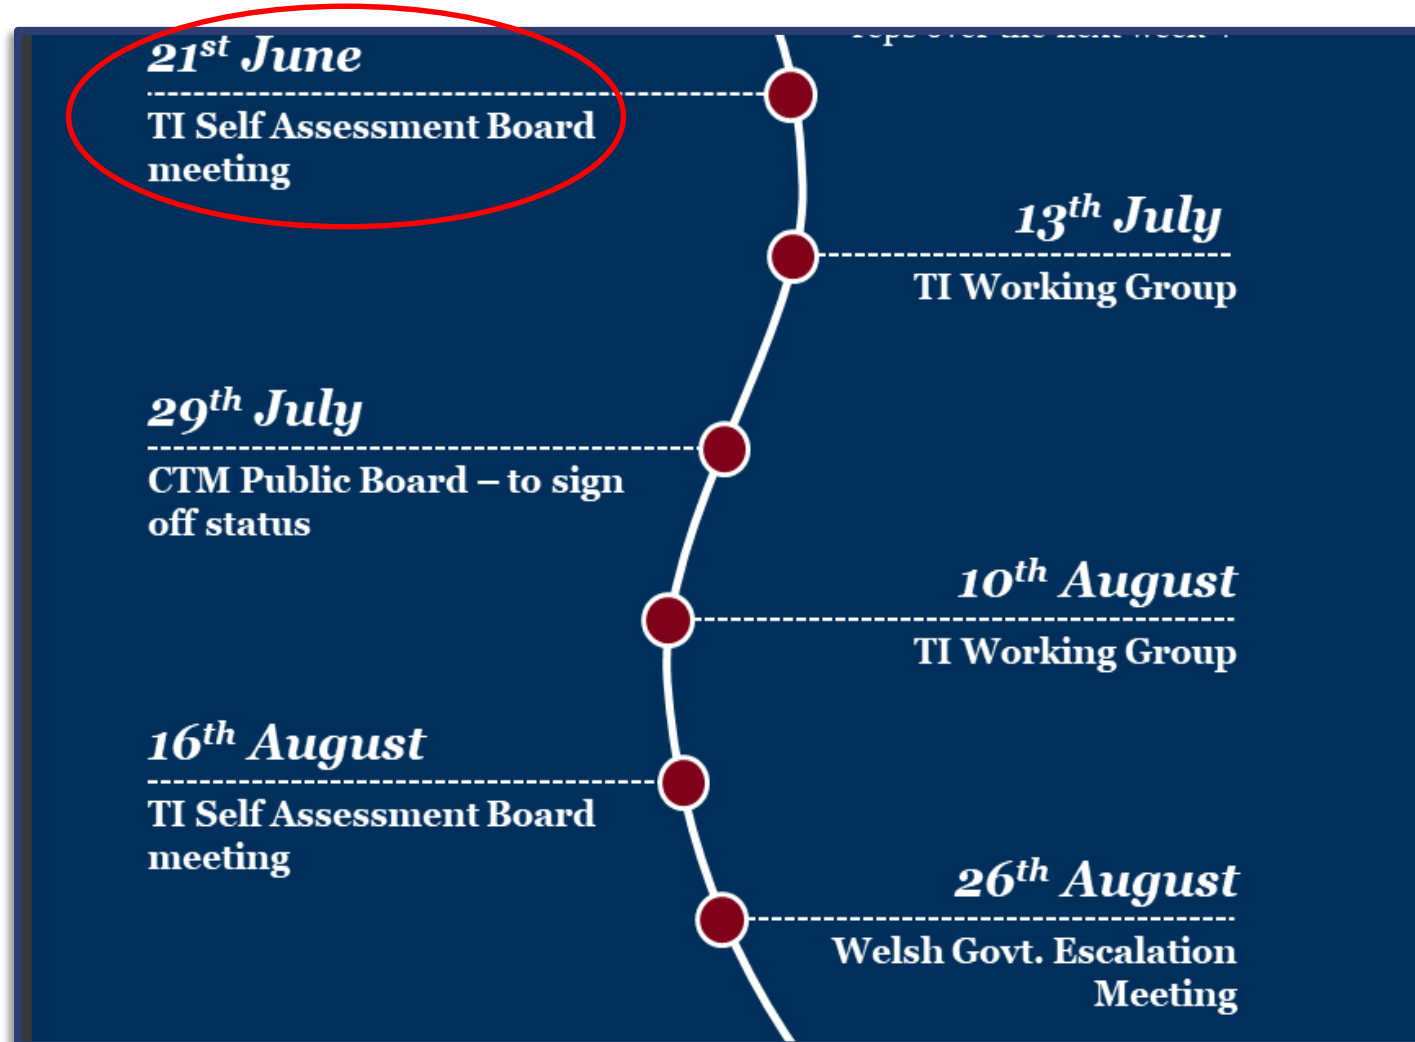 21st June
TI Self Assessment Board
meeting
13th July
TI Working Group
29th July
CTM Public Board – to sign
off status
10th August
TI Working Group
16th August
TI Self Assessment Board
meeting
26th August
Welsh Govt. Escalation
Meeting